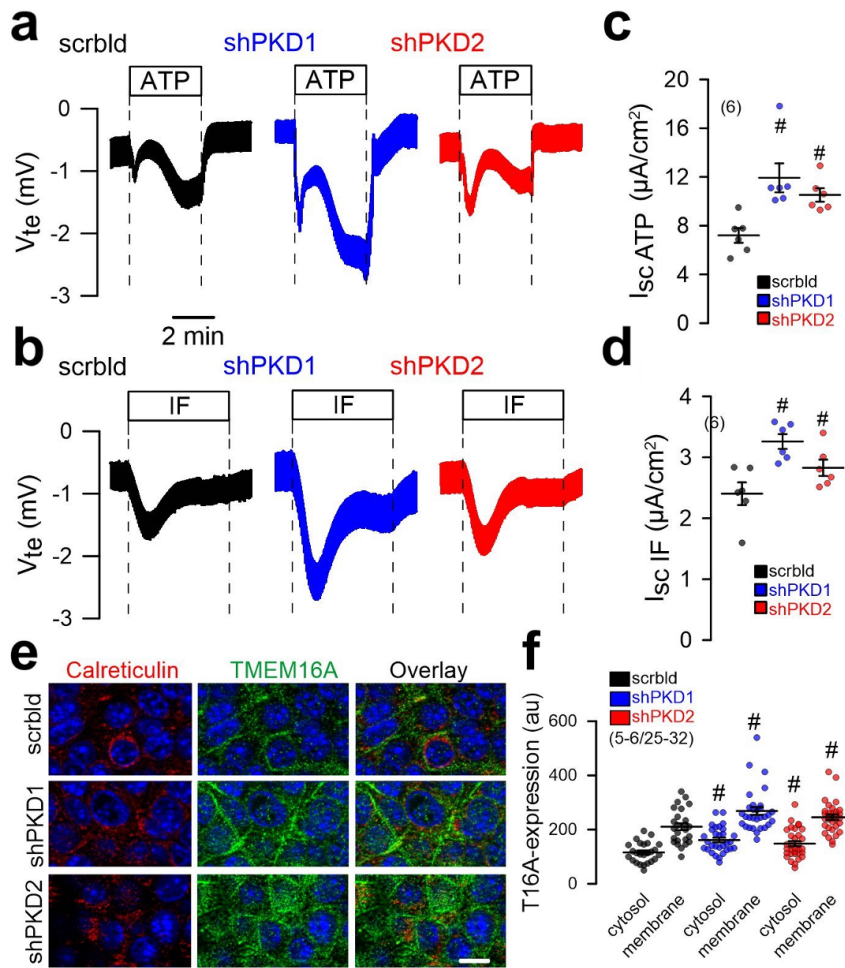 a
scrbld shPKD1 shPKD2
ATP ATP ATP
0
-1
-2
-3
Vte (mV)
2 min
b
scrbld shPKD1 shPKD2
IF IF IF
0
-1
-2
-3
Vte (mV)
c
20
16
12
8
4
0
Isc ATP (µA/cm²)
(6)
# #
scrbld
shPKD1
shPKD2
d
4
3
2
1
0
Isc IF (µA/cm²)
(6)
# #
scrbld
shPKD1
shPKD2
e
Calreticulin TMEM16A Overlay
scrbld
shPKD1
shPKD2
f
scrbld
shPKD1
shPKD2
(5-6/25-32)
600
400
200
0
T16A-expression (au)
# # # #
cytosol membrane cytosol membrane cytosol membrane